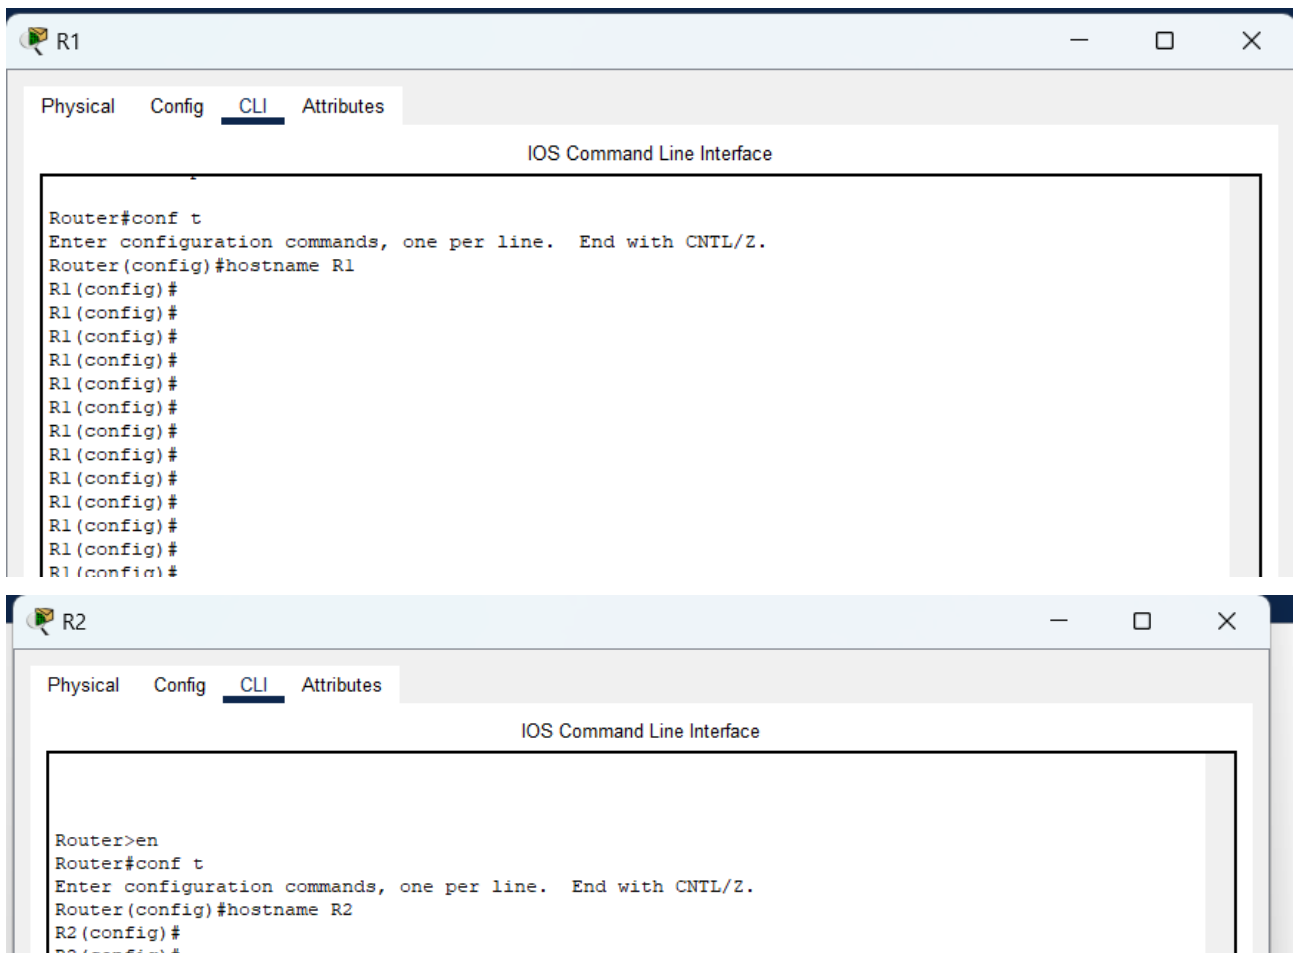 R1
Physical Config CLI Attributes
IOS Command Line Interface
Router#conf t
Enter configuration commands, one per line.  End with CNTL/Z.
Router(config)#hostname R1
R1(config)#
R1(config)#
R1(config)#
R1(config)#
R1(config)#
R1(config)#
R1(config)#
R1(config)#
R1(config)#
R1(config)#
R1(config)#
R1(config)#
R1(config)#
R2
Physical Config CLI Attributes
IOS Command Line Interface
Router>en
Router#conf t
Enter configuration commands, one per line.  End with CNTL/Z.
Router(config)#hostname R2
R2(config)#
R2(config)#